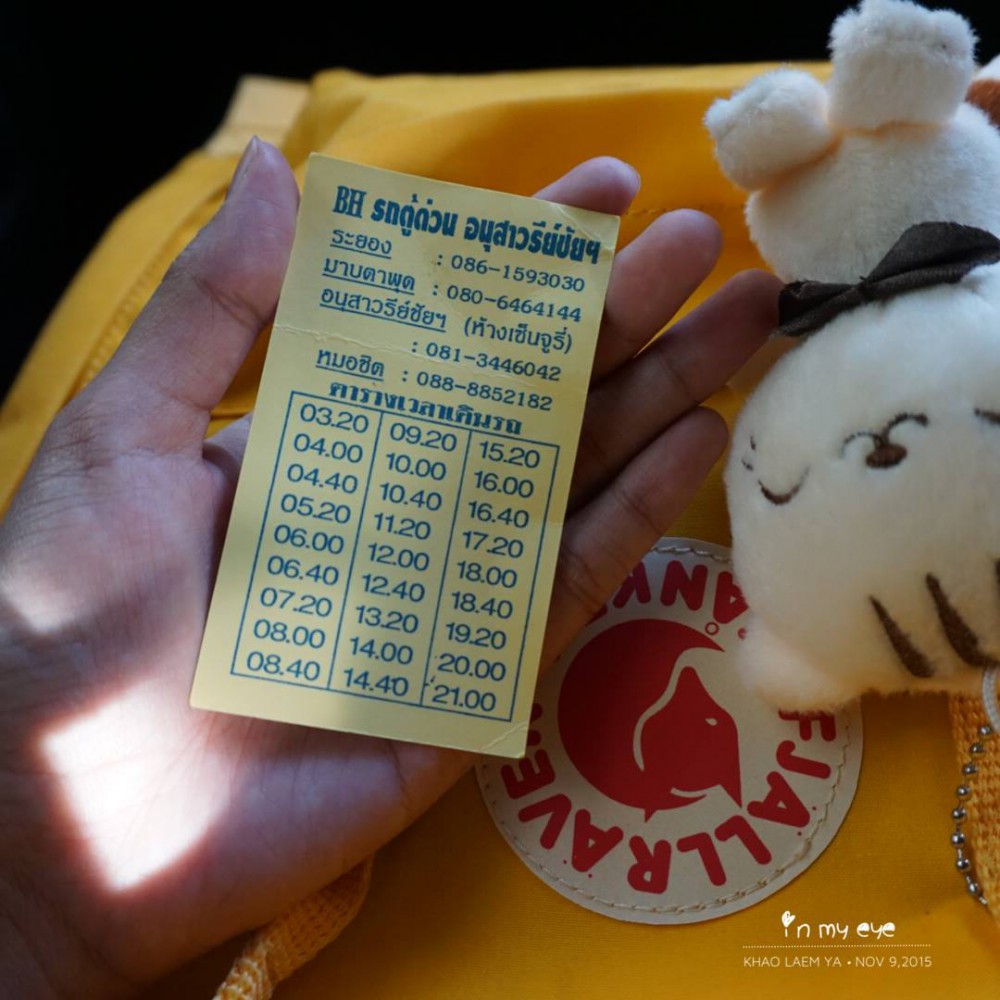 BH รถตู้ด่วน อนุสาวรีย์ชัยฯ
ระยอง : 086-1593030
มาบตาพุด : 080-6464144
อนุสาวรีย์ชัยฯ (ห้างเซ็นจูรี่)
: 081-3446042
หมอชิต : 088-8852182
ตารางเวลาเดินรถ
03.20 09.20 15.20
04.00 10.00 16.00
04.40 10.40 16.40
05.20 11.20 17.20
06.00 12.00 18.00
06.40 12.40 18.40
07.20 13.20 19.20
08.00 14.00 20.00
08.40 14.40 21.00
FJALLRAVEN
in my eye
KHAO LAEM YA • NOV 9,2015